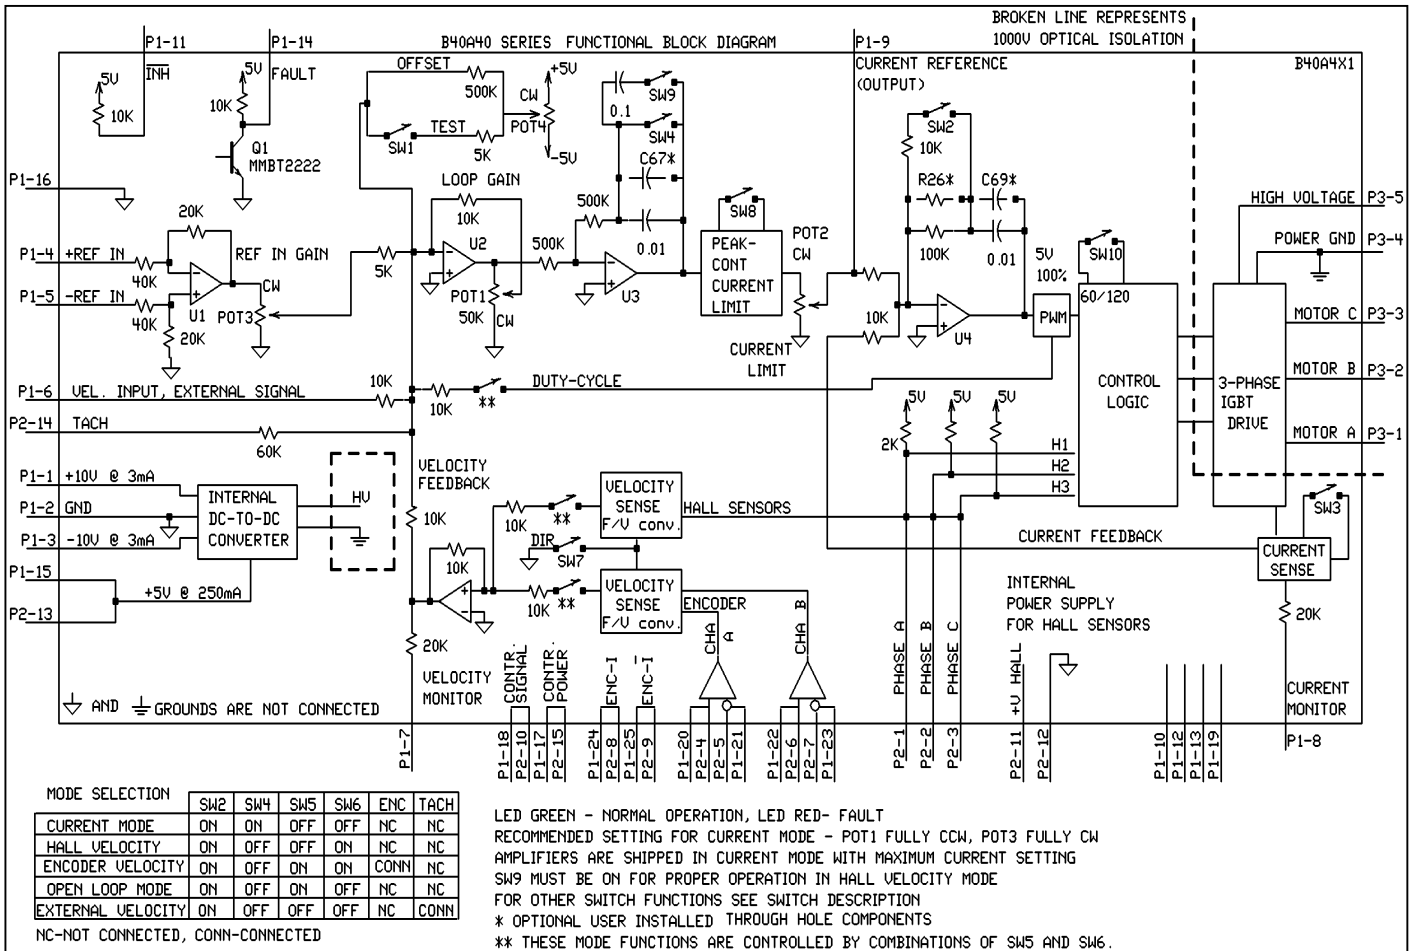 BROKEN LINE REPRESENTS
1000V OPTICAL ISOLATION
B40A40 SERIES FUNCTIONAL BLOCK DIAGRAM
B40A4X1
P1-11
INH
5V
10K
P1-14
FAULT
5V
10K
Q1
MMBT2222
OFFSET
500K
SW1
TEST
5K
+5V
CW
POT4
-5V
0.1
SW9
SW4
C67*
0.01
P1-9
CURRENT REFERENCE
(OUTPUT)
SW2
10K
R26*
C69*
100K
0.01
P1-16
P1-4 +REF IN
P1-5 -REF IN
40K
40K
20K
20K
U1
REF IN GAIN
CW
POT3
5K
LOOP GAIN
10K
U2
POT1
50K
CW
500K
500K
U3
SW8
PEAK-
CONT
CURRENT
LIMIT
POT2
CW
CURRENT
LIMIT
10K
U4
5V
100%
PWM
SW10
60/120
CONTROL
LOGIC
3-PHASE
IGBT
DRIVE
HIGH VOLTAGE P3-5
POWER GND P3-4
MOTOR C P3-3
MOTOR B P3-2
MOTOR A P3-1
P1-6 VEL. INPUT, EXTERNAL SIGNAL
10K
10K
**
DUTY-CYCLE
P2-14 TACH
60K
5V
5V
5V
2K
H1
H2
H3
P1-1 +10V @ 3mA
P1-2 GND
P1-3 -10V @ 3mA
P1-15
P2-13
+5V @ 250mA
INTERNAL
DC-TO-DC
CONVERTER
HV
VELOCITY
FEEDBACK
10K
10K
20K
VELOCITY
MONITOR
10K
**
DIR
SW7
10K
**
VELOCITY
SENSE
F/V conv.
HALL SENSORS
VELOCITY
SENSE
F/V conv.
ENCODER
CHA A
CHA B
CURRENT FEEDBACK
SW3
CURRENT
SENSE
20K
INTERNAL
POWER SUPPLY
FOR HALL SENSORS
CURRENT
MONITOR
P1-8
PHASE A
PHASE B
PHASE C
+V HALL
CONTR.
SIGNAL
CONTR.
POWER
ENC-I
ENC-I
AND GROUNDS ARE NOT CONNECTED
P1-7
P1-18
P2-10
P1-17
P2-15
P1-24
P2-8
P1-25
P2-9
P1-20
P2-4
P2-5
P1-21
P1-22
P2-6
P2-7
P1-23
P2-1
P2-2
P2-3
P2-11
P2-12
P1-10
P1-12
P1-13
P1-19
MODE SELECTION SW2 SW4 SW5 SW6 ENC TACH
CURRENT MODE ON ON OFF OFF NC NC
HALL VELOCITY ON OFF OFF ON NC NC
ENCODER VELOCITY ON OFF ON ON CONN NC
OPEN LOOP MODE ON OFF ON OFF NC NC
EXTERNAL VELOCITY ON OFF OFF OFF NC CONN
NC-NOT CONNECTED, CONN-CONNECTED
LED GREEN - NORMAL OPERATION, LED RED- FAULT
RECOMMENDED SETTING FOR CURRENT MODE - POT1 FULLY CCW, POT3 FULLY CW
AMPLIFIERS ARE SHIPPED IN CURRENT MODE WITH MAXIMUM CURRENT SETTING
SW9 MUST BE ON FOR PROPER OPERATION IN HALL VELOCITY MODE
FOR OTHER SWITCH FUNCTIONS SEE SWITCH DESCRIPTION
* OPTIONAL USER INSTALLED THROUGH HOLE COMPONENTS
** THESE MODE FUNCTIONS ARE CONTROLLED BY COMBINATIONS OF SW5 AND SW6.